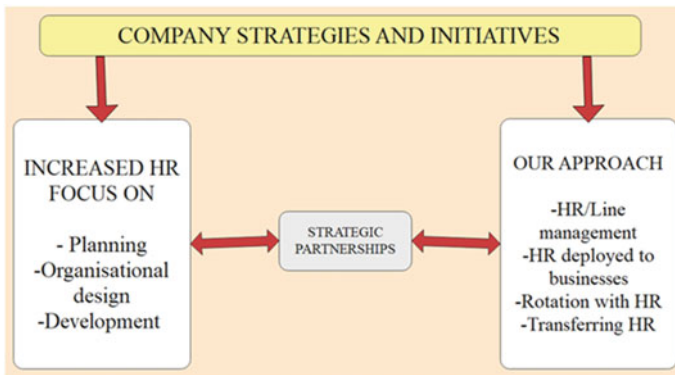 COMPANY STRATEGIES AND INITIATIVES
INCREASED HR
FOCUS ON
- Planning
-Organisational
design
-Development
STRATEGIC
PARTNERSHIPS
OUR APPROACH
-HR/Line
management
-HR deployed to
businesses
-Rotation with HR
-Transferring HR